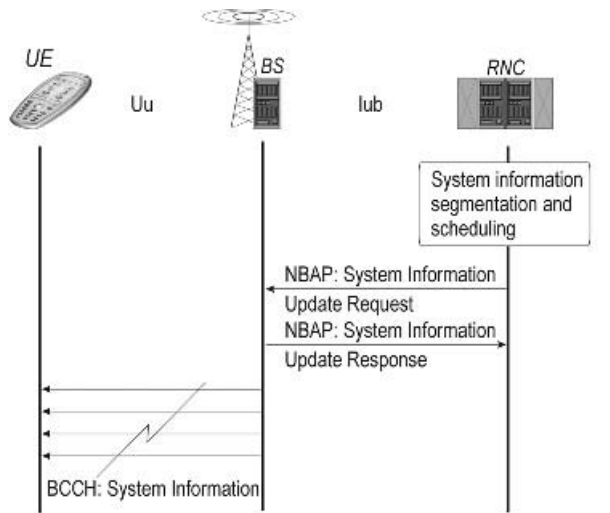 UE
BS
RNC
Uu
Iub
System information
segmentation and
scheduling
NBAP: System Information
Update Request
NBAP: System Information
Update Response
BCCH: System Information